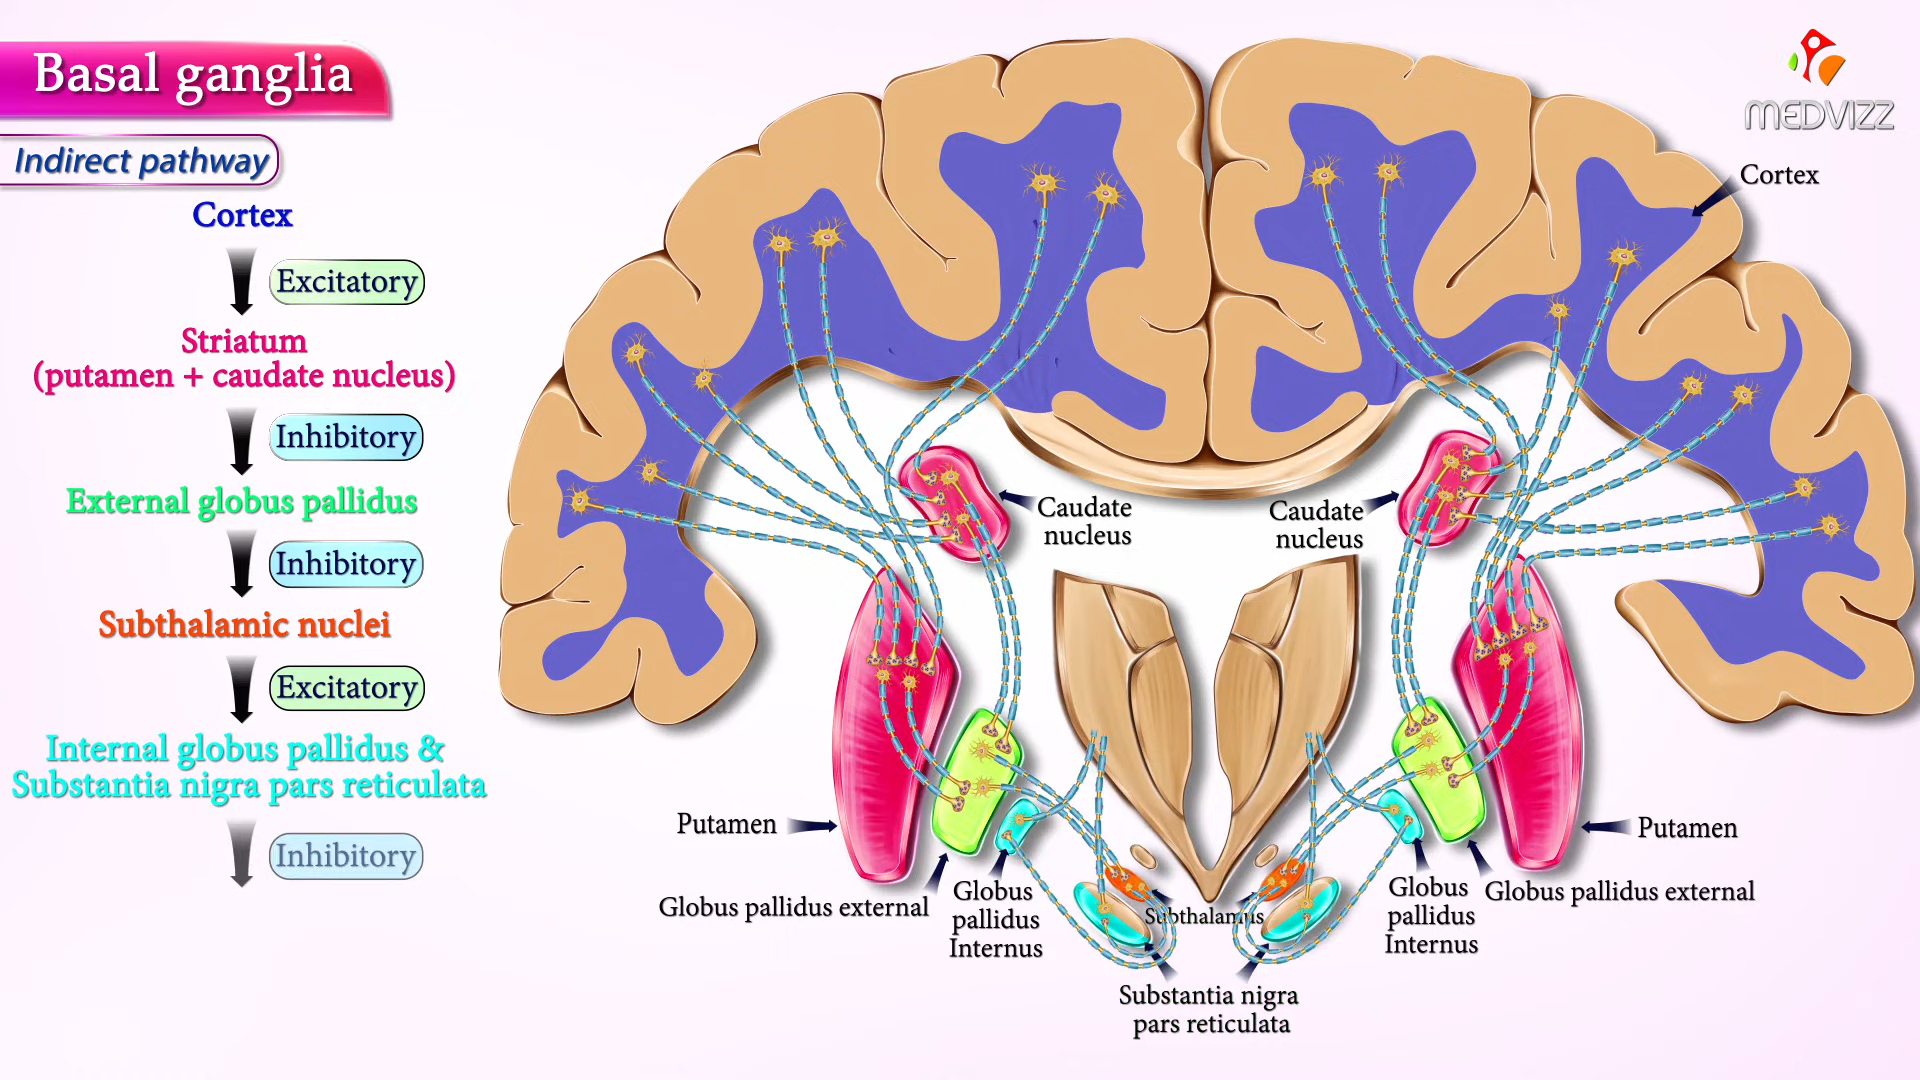 Basal ganglia
Indirect pathway
Cortex
Excitatory
Striatum
(putamen + caudate nucleus)
Inhibitory
External globus pallidus
Inhibitory
Subthalamic nuclei
Excitatory
Internal globus pallidus &
Substantia nigra pars reticulata
Inhibitory
MEDVIZZ
Cortex
Caudate
nucleus
Caudate
nucleus
Putamen
Putamen
Globus pallidus external
Globus
pallidus
Internus
Subthalamus
Globus
pallidus
Internus
Globus pallidus external
Substantia nigra
pars reticulata